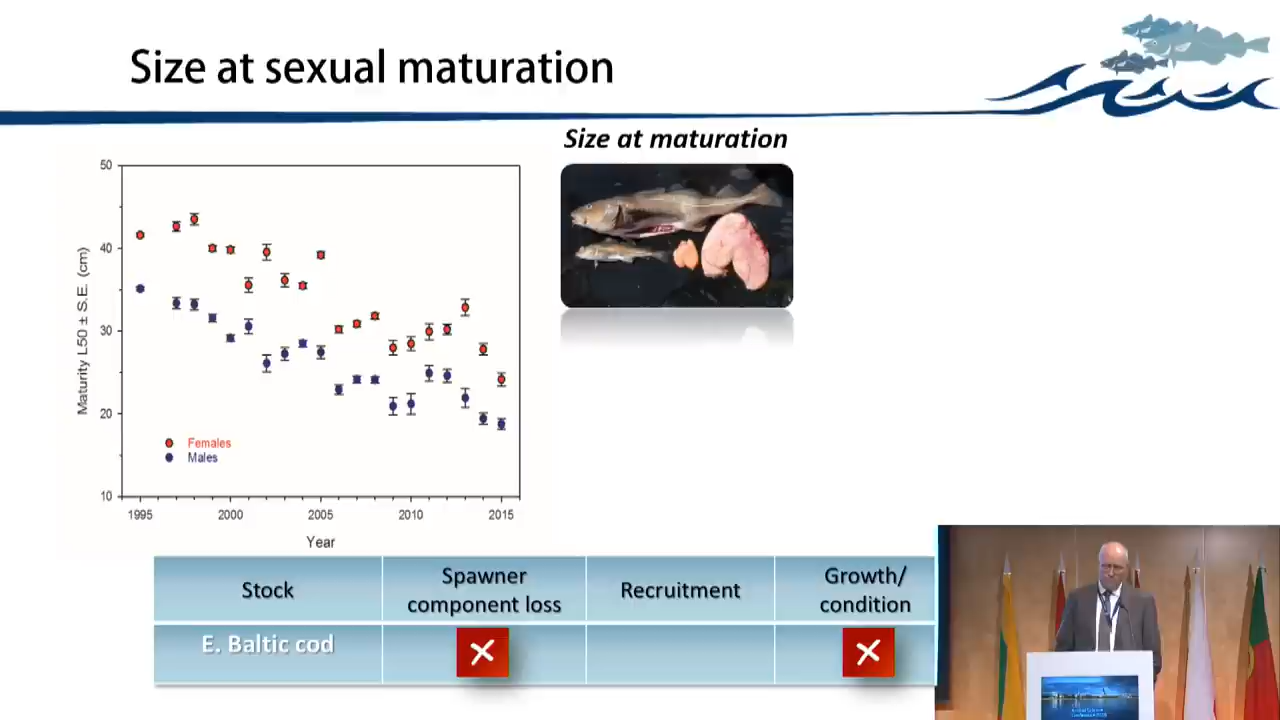 Size at sexual maturation
Size at maturation
50
40
30
20
10
Maturity L50 ± S.E. (cm)
Females
Males
1995
2000
2005
2010
2015
Year
Stock
Spawner
component loss
Recruitment
Growth/
condition
E. Baltic cod